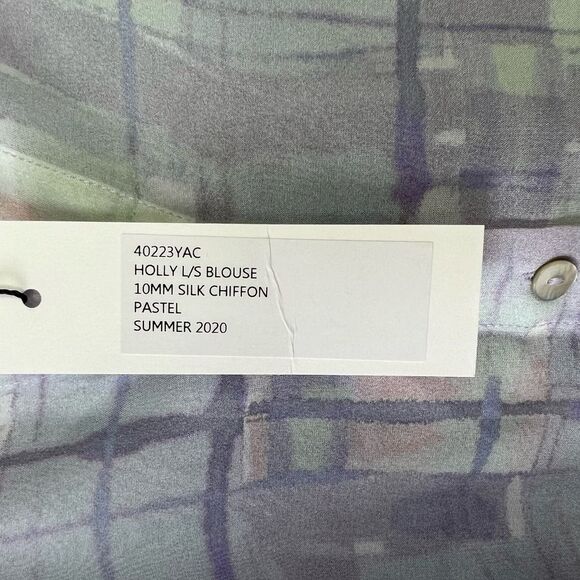 40223YAC
HOLLY L/S BLOUSE
10MM SILK CHIFFON
PASTEL
SUMMER 2020